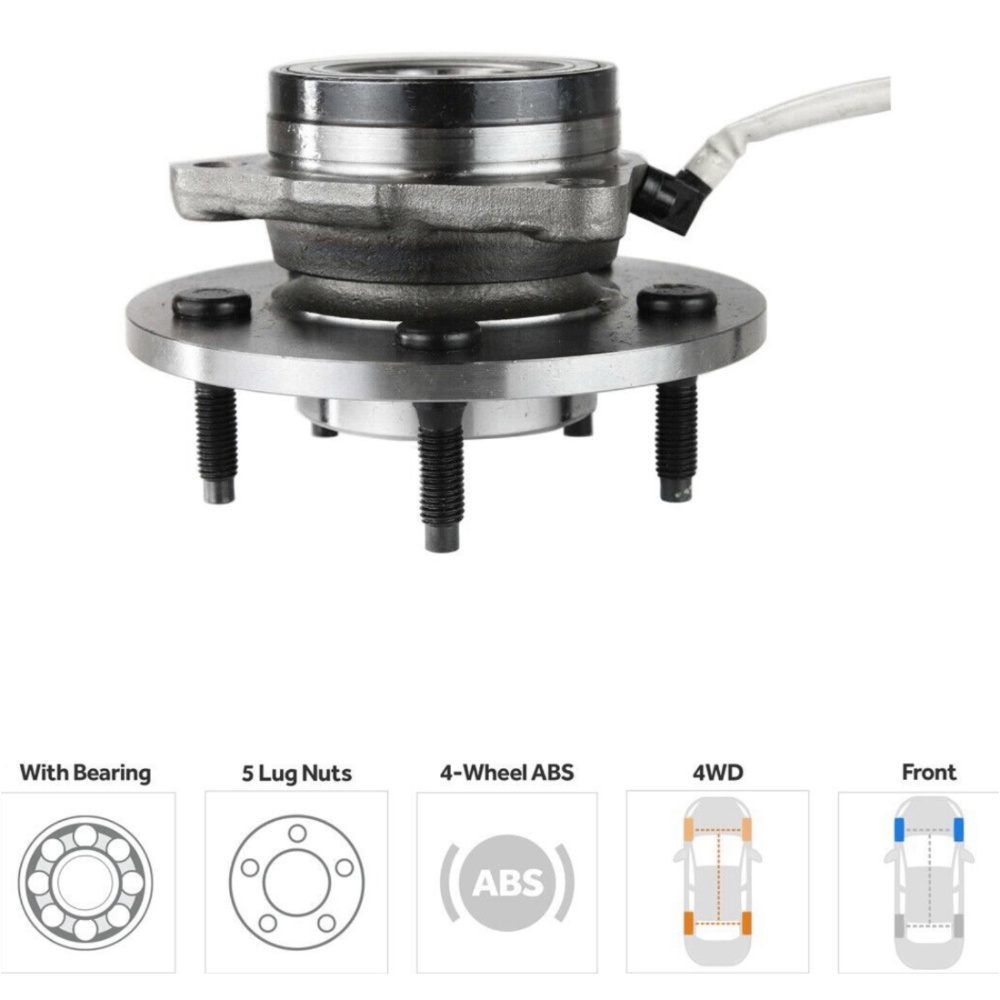 With Bearing
5 Lug Nuts
4-Wheel ABS
4WD
Front
ABS